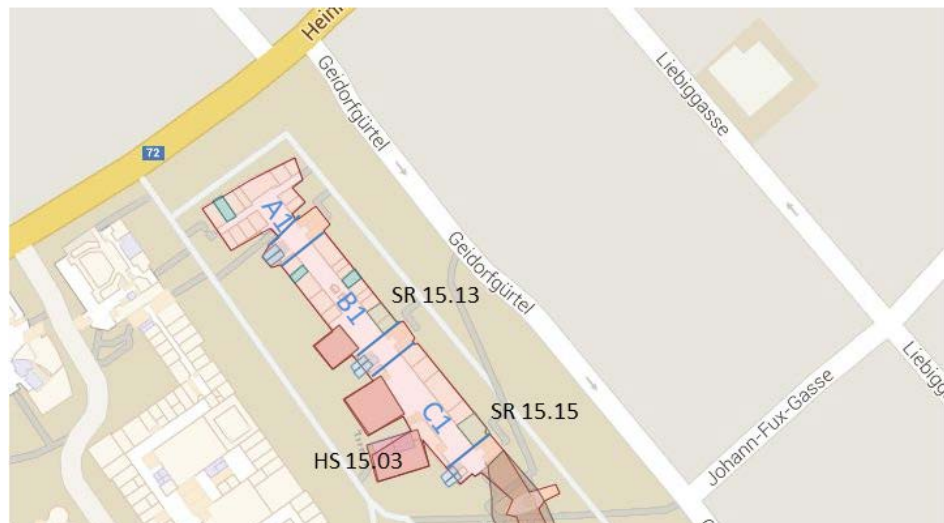 Hein
Geidorfgürtel
Liebiggasse
72
A1
Geidorfgürtel
SR 15.13
B1
Liebigg
SR 15.15
C1
Johann-Fux-Gasse
HS 15.03